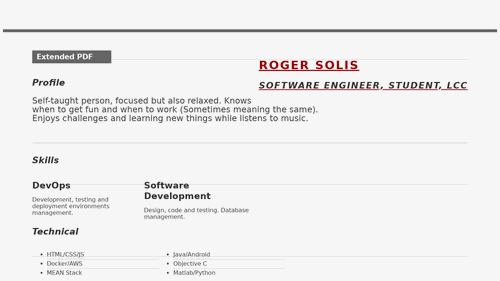 Extended PDF
ROGER SOLIS
SOFTWARE ENGINEER, STUDENT, LCC
Profile
Self-taught person, focused but also relaxed. Knows
when to get fun and when to work (Sometimes meaning the same).
Enjoys challenges and learning new things while listens to music.
Skills
DevOps
Development, testing and
deployment environments
management.
Software
Development
Design, code and testing. Database
management.
Technical
• HTML/CSS/JS
• Docker/AWS
• MEAN Stack
• Java/Android
• Objective C
• Matlab/Python